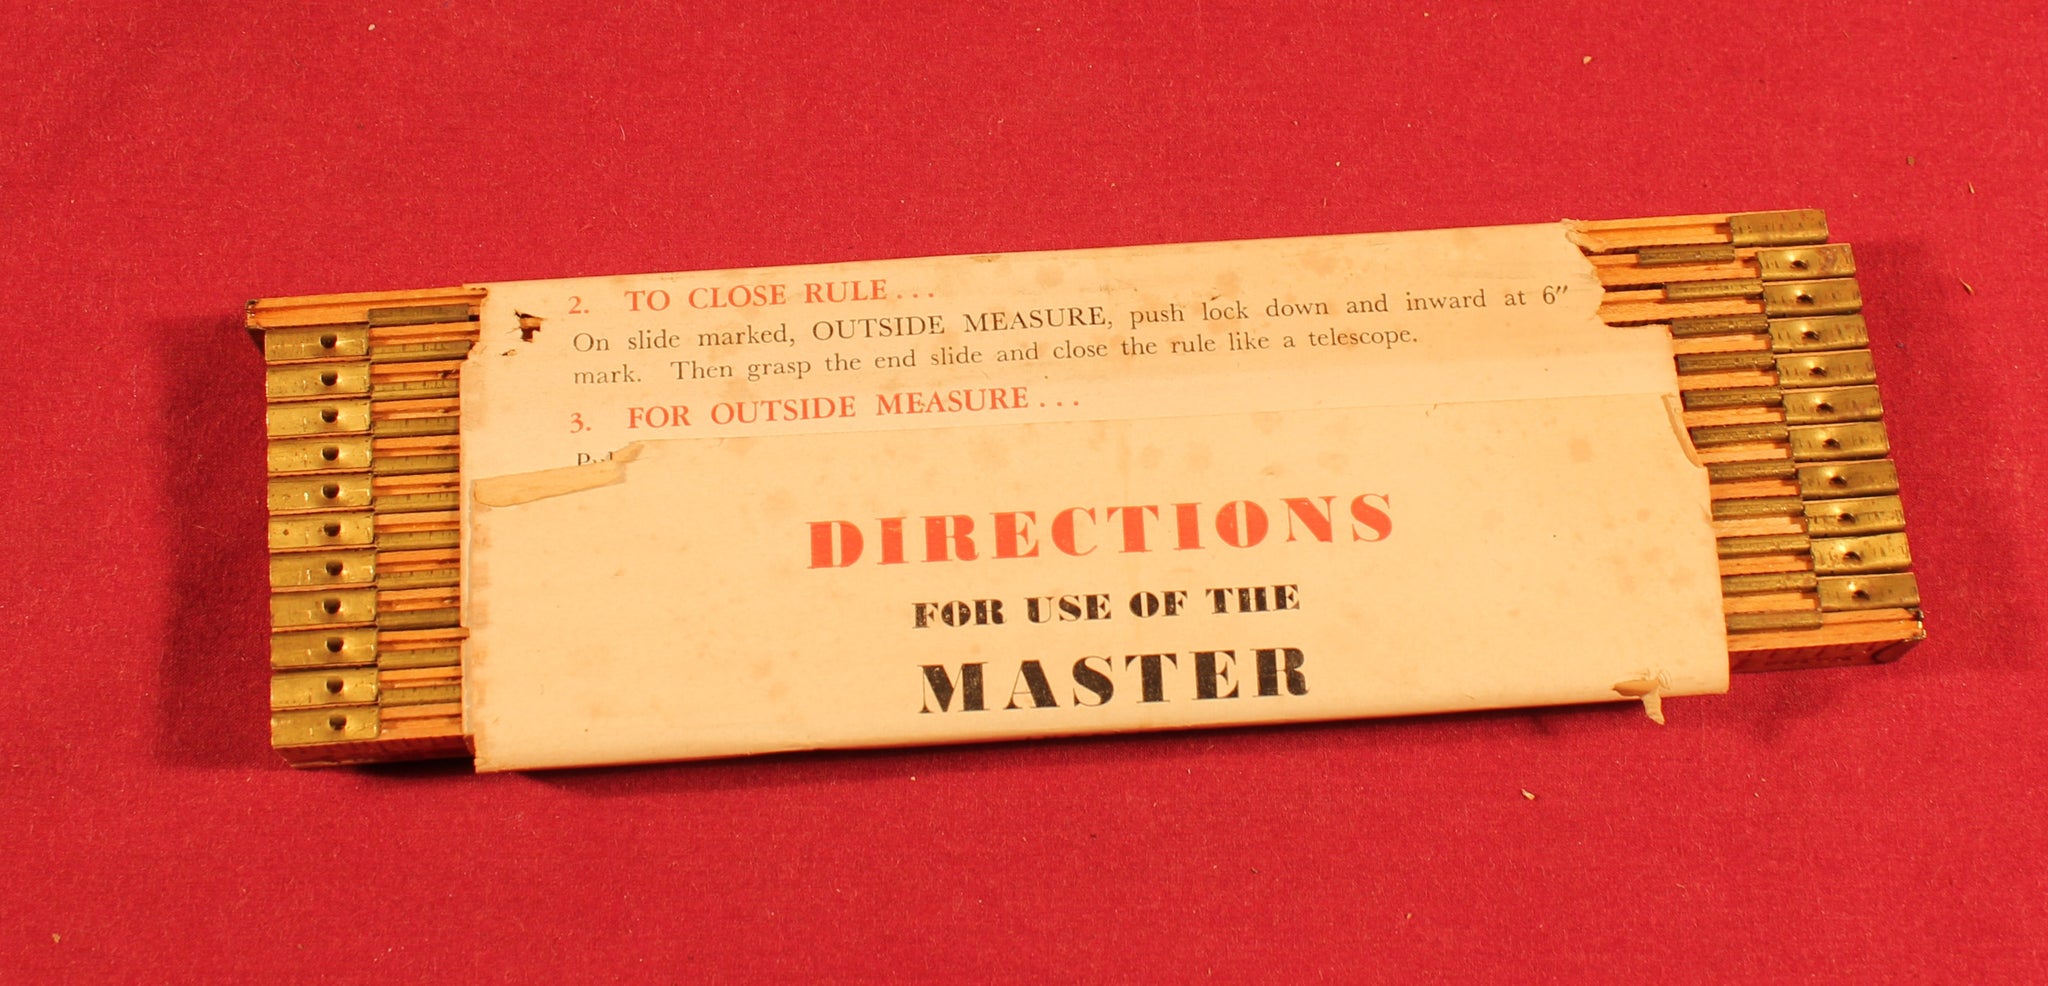 2. TO CLOSE RULE...
On slide marked, OUTSIDE MEASURE, push lock down and inward at 6"
mark. Then grasp the end slide and close the rule like a telescope.
3. FOR OUTSIDE MEASURE...
DIRECTIONS
FOR USE OF THE
MASTER